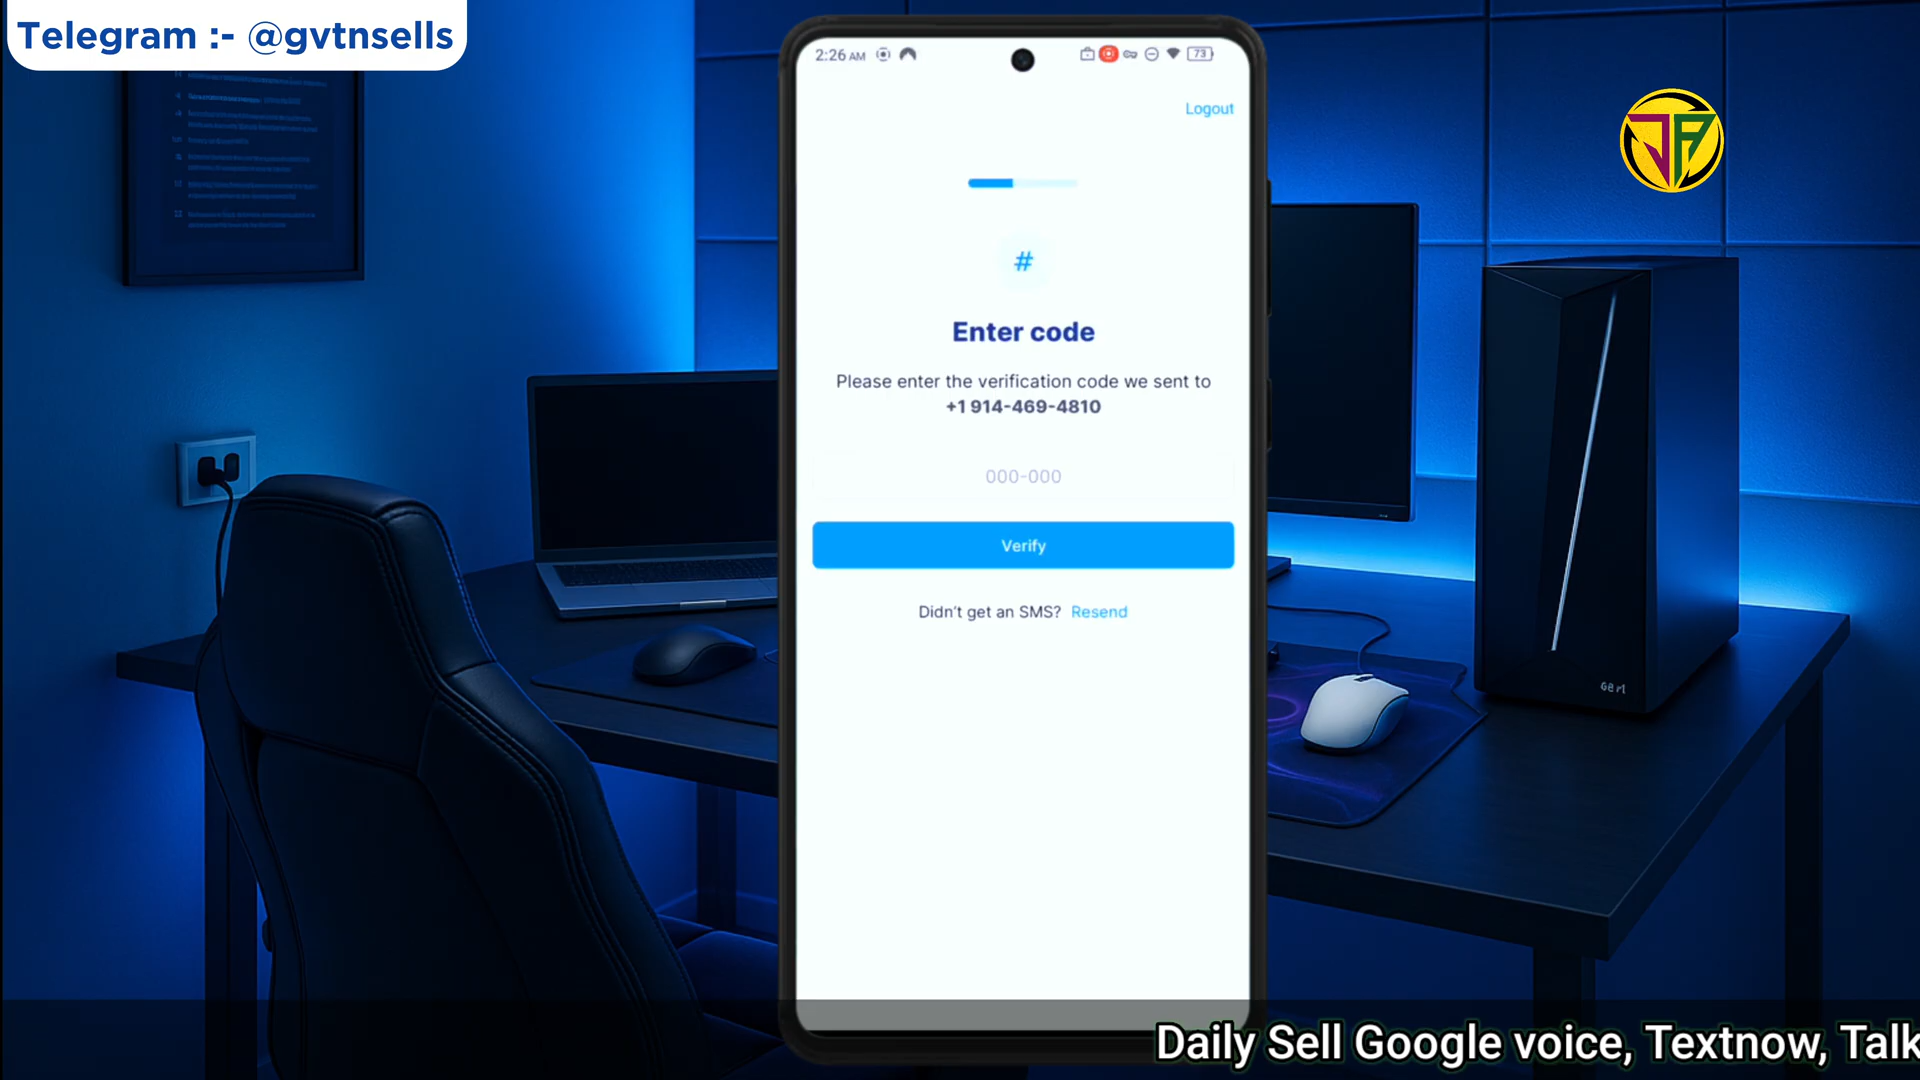 Telegram :- @gvtnsells
2:26 AM
73
Logout
#
Enter code
Please enter the verification code we sent to
+1 914-469-4810
000-000
Verify
Didn't get an SMS? Resend
Daily Sell Google voice, Textnow, Talk